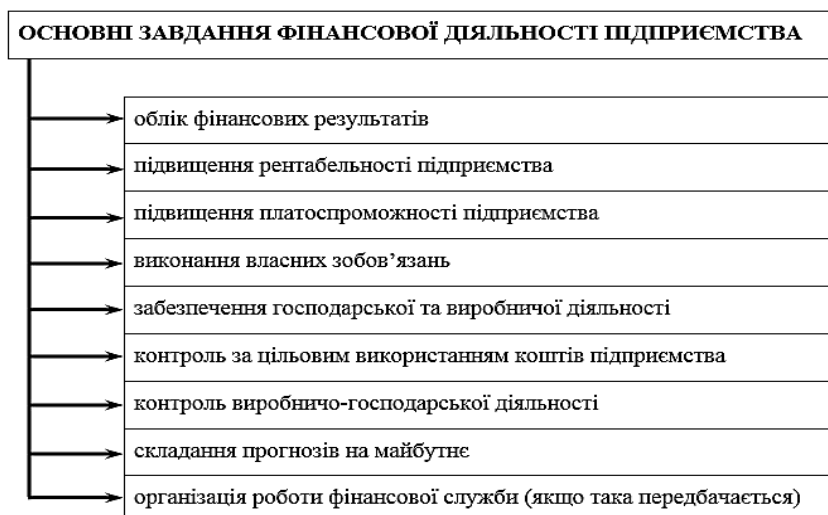 ОСНОВНІ ЗАВДАННЯ ФІНАНСОВОЇ ДІЯЛЬНОСТІ ПІДПРИЄМСТВА
облік фінансових результатів
підвищення рентабельності підприємства
підвищення платоспроможності підприємства
виконання власних зобов’язань
забезпечення господарської та виробничої діяльності
контроль за цільовим використанням коштів підприємства
контроль виробничо-господарської діяльності
складання прогнозів на майбутнє
організація роботи фінансової служби (якщо така передбачається)